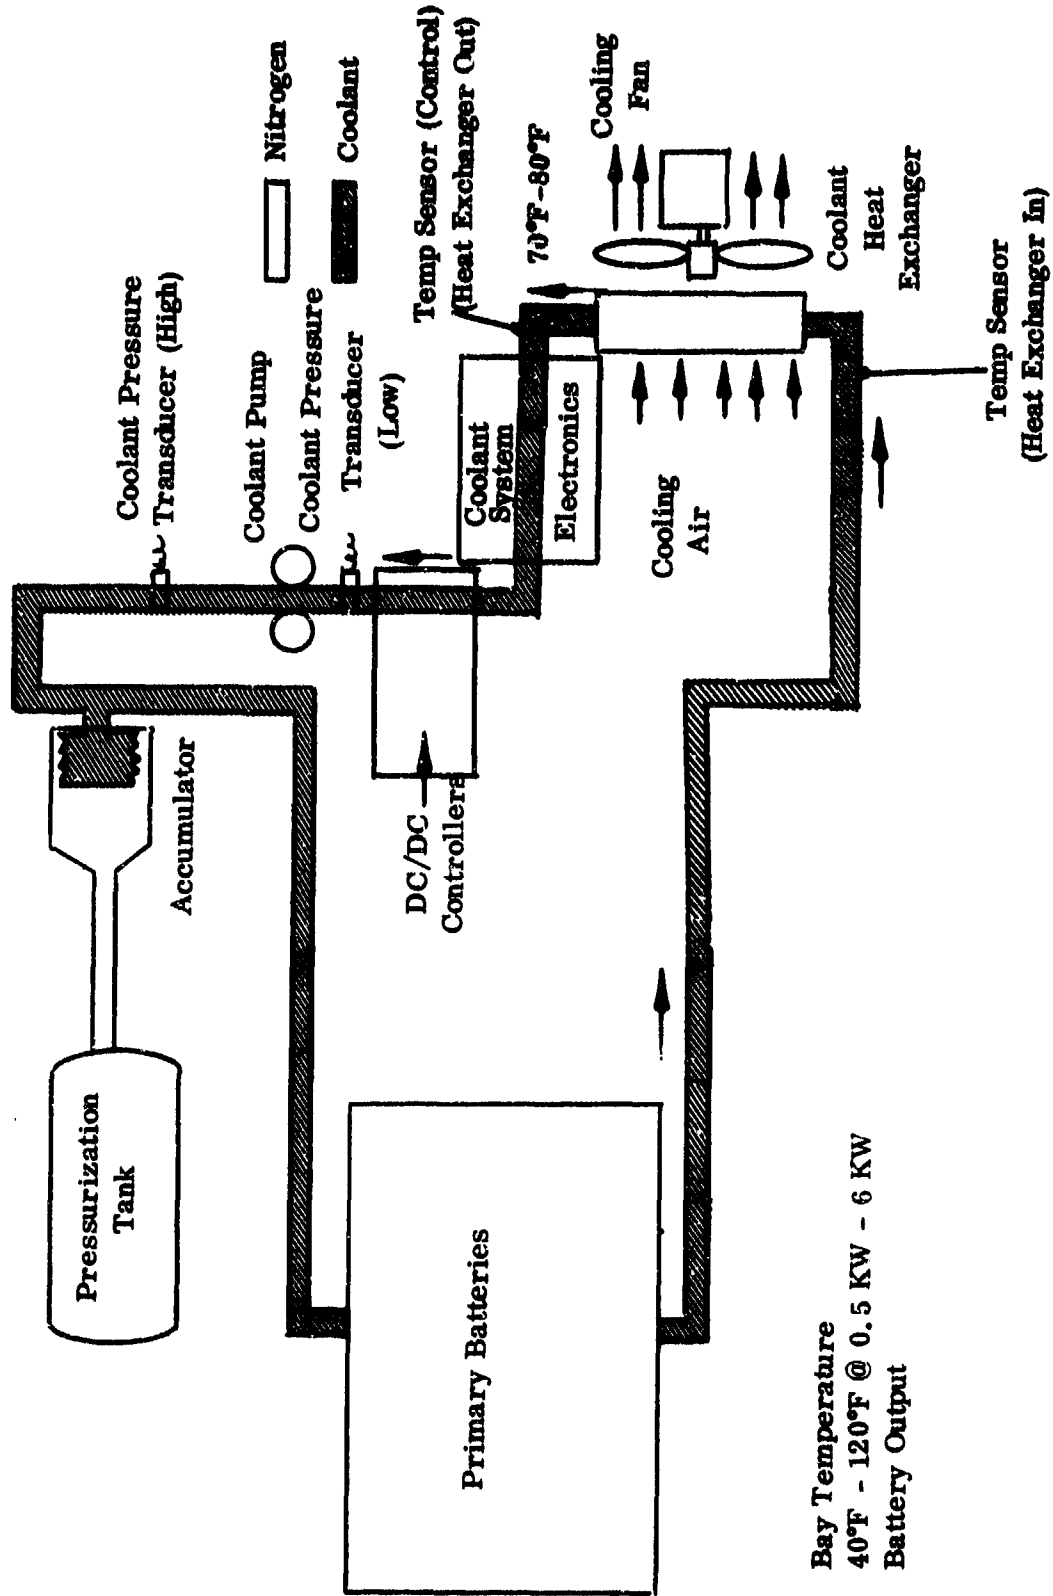 Pressurization
Tank
Accumulator
Coolant Pressure
Transducer (High)
Nitrogen
Coolant
Coolant Pump
Coolant Pressure
Transducer
(Low)
Temp Sensor (Control)
(Heat Exchanger Out)
70°F-80°F
Cooling
Fan
Coolant
System
Electronics
DC/DC
Controllers
Cooling
Air
Coolant
Heat
Exchanger
Temp Sensor
(Heat Exchanger In)
Primary Batteries
Bay Temperature
40°F - 120°F @ 0.5 KW - 6 KW
Battery Output